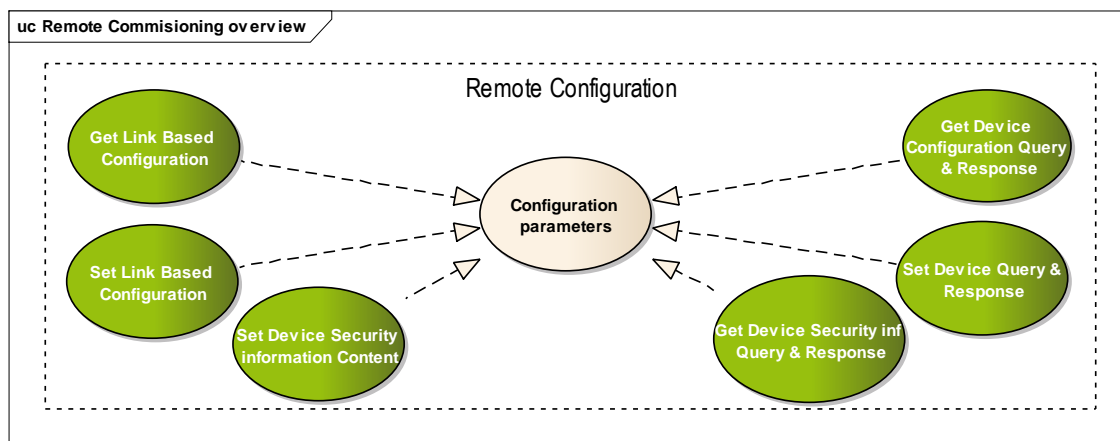 uc Remote Commisioning overview
Remote Configuration
Get Link Based
Configuration
Get Device
Configuration Query
& Response
Configuration
parameters
Set Link Based
Configuration
Set Device Query &
Response
Set Device Security
information Content
Get Device Security inf
Query & Response